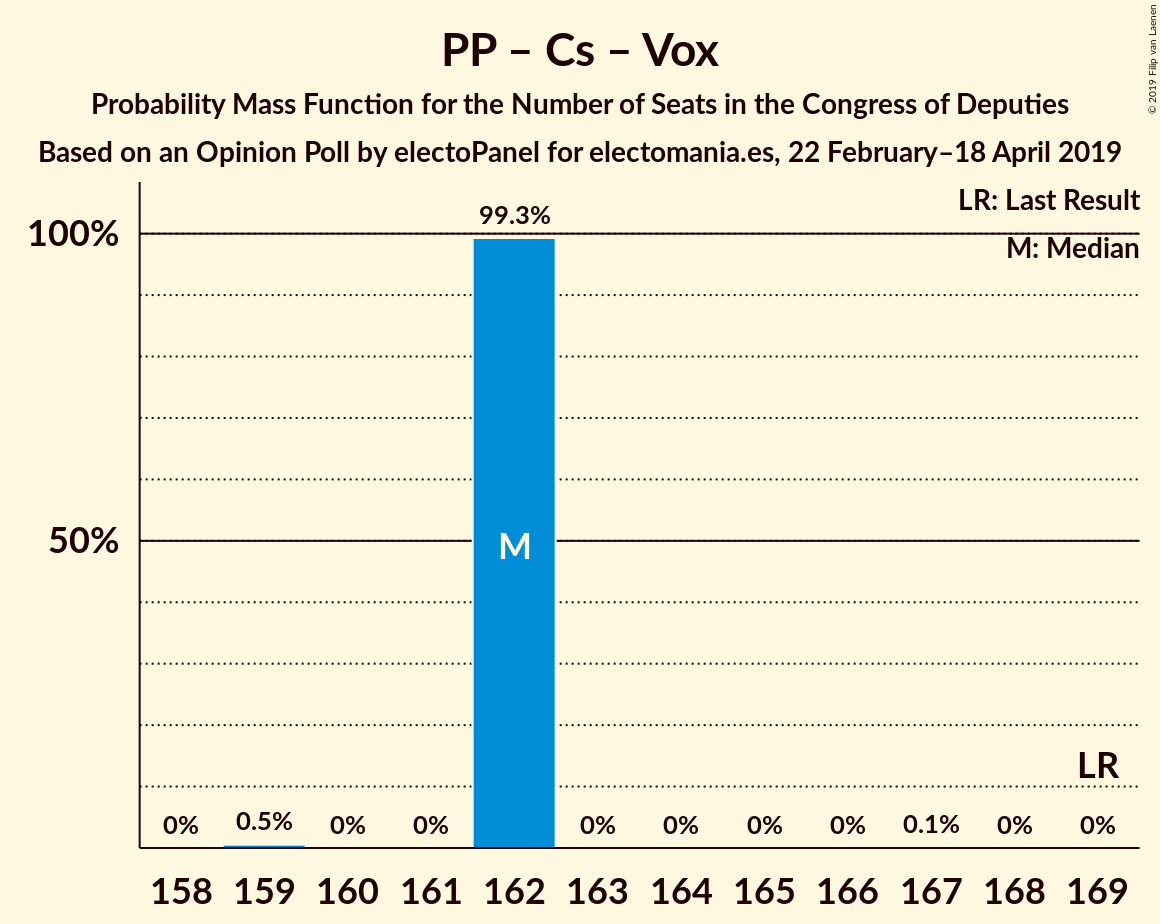 PP – Cs – Vox
Probability Mass Function for the Number of Seats in the Congress of Deputies
Based on an Opinion Poll by electoPanel for electomania.es, 22 February–18 April 2019
© 2019 Filip van Laenen
LR: Last Result
M: Median
99.3%
100%
50%
M
LR
0%
0.5%
0%
0%
0%
0%
0%
0%
0.1%
0%
0%
158 159 160 161 162 163 164 165 166 167 168 169